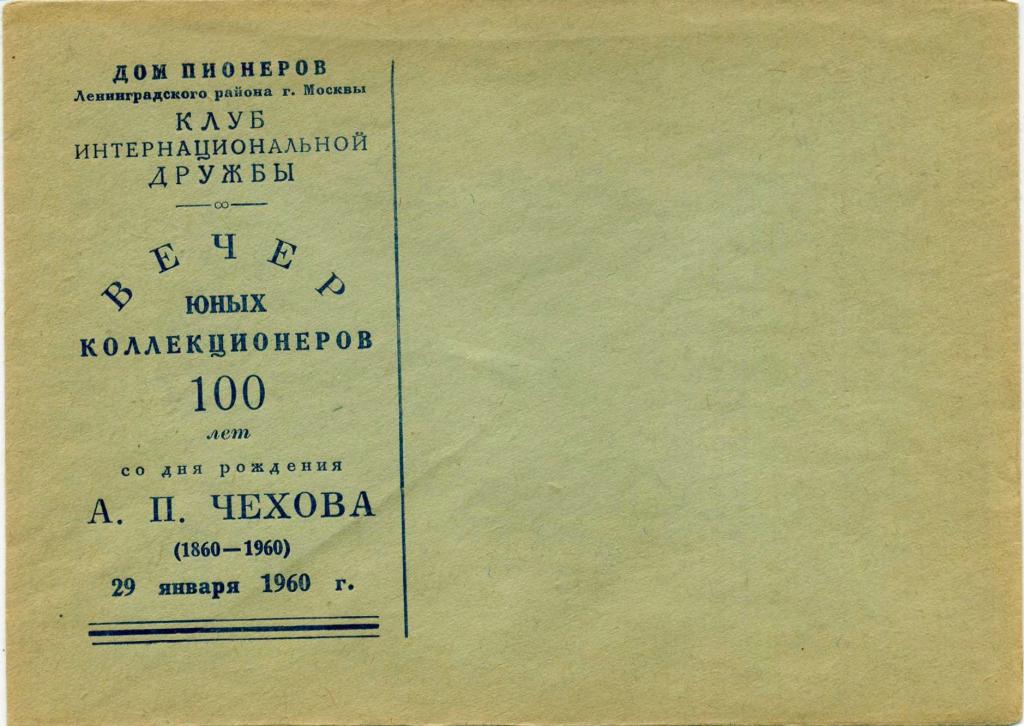 ДОМ ПИОНЕРОВ
Ленинградского района г. Москвы
КЛУБ
ИНТЕРНАЦИОНАЛЬНОЙ
ДРУЖБЫ
ВЕЧЕР
ЮНЫХ
КОЛЛЕКЦИОНЕРОВ
100
лет
со дня рождения
А. П. ЧЕХОВА
(1860—1960)
29 января 1960 г.